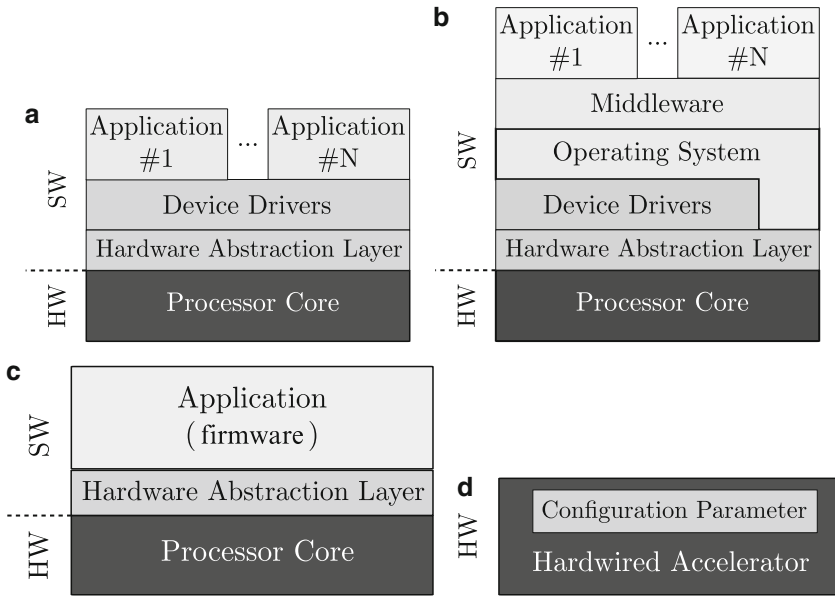 a
SW
Application
#1
...
Application
#N
Device Drivers
Hardware Abstraction Layer
HW
Processor Core
b
SW
Application
#1
...
Application
#N
Middleware
Operating System
Device Drivers
Hardware Abstraction Layer
HW
Processor Core
c
SW
Application
(firmware)
Hardware Abstraction Layer
HW
Processor Core
d
HW
Configuration Parameter
Hardwired Accelerator